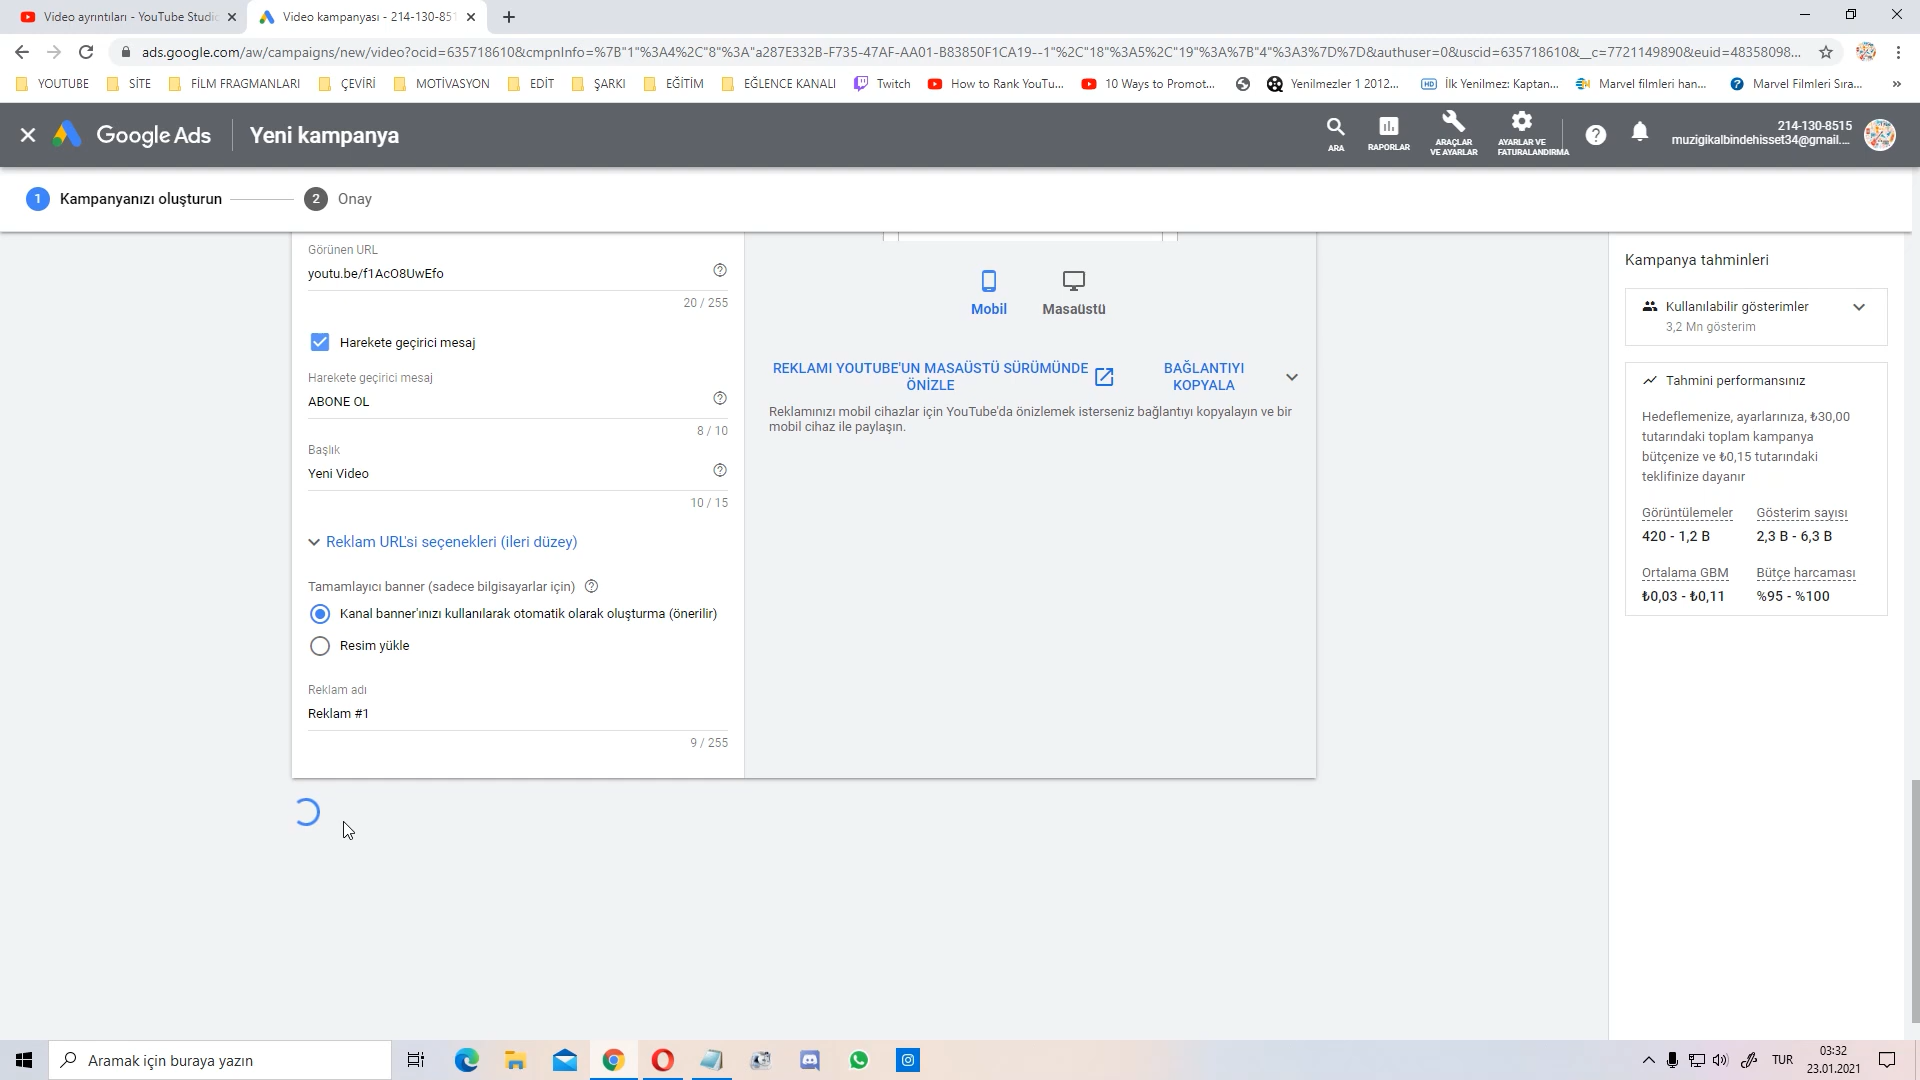 Video ayrıntıları - YouTube Studio
Video kampanyası - 214-130-851
ads.google.com/aw/campaigns/new/video?ocid=635718610&cmpnInfo=%7B"1"%3A4%2C"8"%3A"a287E332B-F735-47AF-AA01-B83850F1CA19--1"%2C"18"%3A5%2C"19"%3A%7B"4"%3A3%7D%7D&authuser=0&uscid=635718610&__c=7721149890&euid=48358098...
YOUTUBE
SİTE
FİLM FRAGMANLARI
ÇEVİRİ
MOTİVASYON
EDİT
ŞARKI
EĞİTİM
EĞLENCE KANALI
Twitch
How to Rank YouTu...
10 Ways to Promot...
Yenilmezler 1 2012...
HD
İlk Yenilmez: Kaptan...
Marvel filmleri han...
Marvel Filmleri Sıra...
Google Ads
Yeni kampanya
ARA
RAPORLAR
ARAÇLAR VE AYARLAR
AYARLAR VE FATURALANDIRMA
214-130-8515
muzigikalbindehisset34@gmail....
1 Kampanyanızı oluşturun
2 Onay
Görünen URL
youtu.be/f1AcO8UwEfo
20 / 255
Harekete geçirici mesaj
Harekete geçirici mesaj
ABONE OL
8 / 10
Başlık
Yeni Video
10 / 15
Reklam URL'si seçenekleri (ileri düzey)
Tamamlayıcı banner (sadece bilgisayarlar için)
Kanal banner'ınızı kullanılarak otomatik olarak oluşturma (önerilir)
Resim yükle
Reklam adı
Reklam #1
9 / 255
Mobil
Masaüstü
REKLAMI YOUTUBE'UN MASAÜSTÜ SÜRÜMÜNDE
ÖNİZLE
BAĞLANTIYI
KOPYALA
Reklamınızı mobil cihazlar için YouTube'da önizlemek isterseniz bağlantıyı kopyalayın ve bir
mobil cihaz ile paylaşın.
Kampanya tahminleri
Kullanılabilir gösterimler
3,2 Mn gösterim
Tahmini performansınız
Hedeflemenize, ayarlarınıza, ₺30,00
tutarındaki toplam kampanya
bütçenize ve ₺0,15 tutarındaki
teklifinize dayanır
Görüntülemeler
Gösterim sayısı
420 - 1,2 B
2,3 B - 6,3 B
Ortalama GBM
Bütçe harcaması
₺0,03 - ₺0,11
%95 - %100
Aramak için buraya yazın
TUR
03:32
23.01.2021